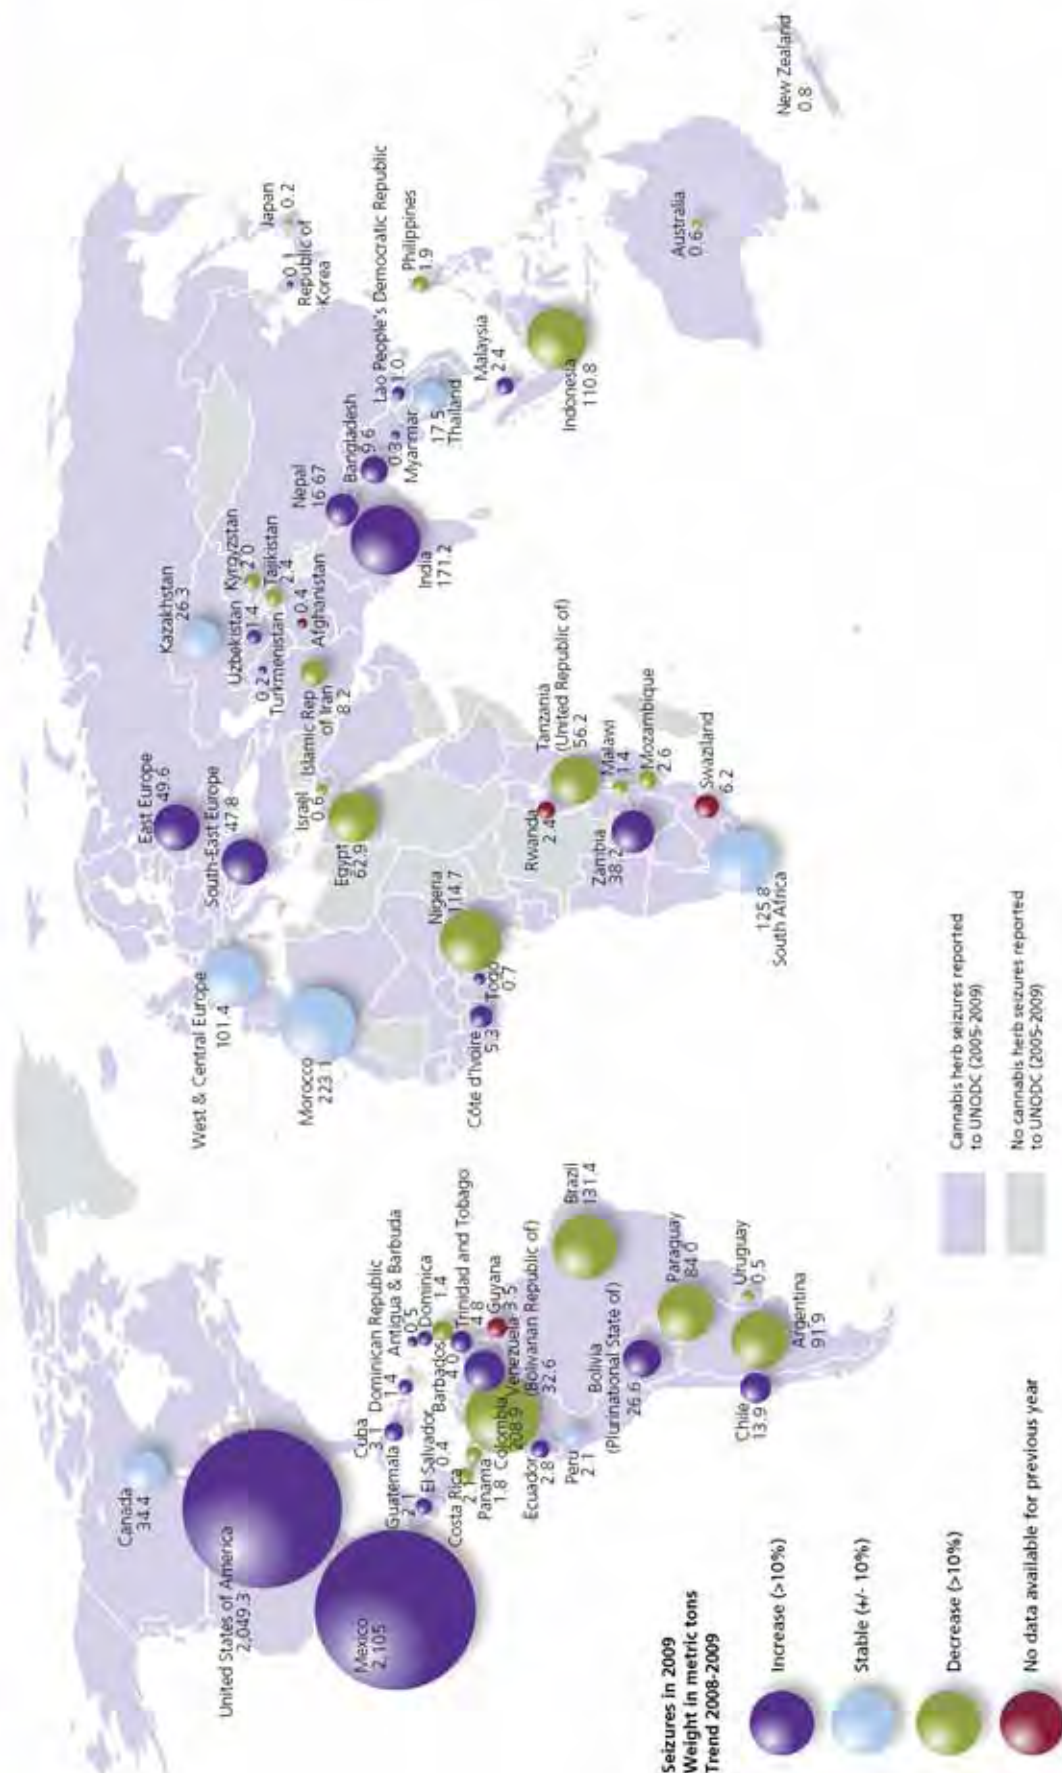 Canada
34.4
United States of America
2,049.3
Mexico
2,105
Cuba
3.1
Dominican Republic
1.4
Antigua & Barbuda
0.5
Dominica
1.4
Guatemala
2.1
El Salvador
0.4
Barbados
4.0
Trinidad and Tobago
4.8
Guyana
3.5
Costa Rica
2.1
Panama
1.8
Colombia
208.9
Venezuela
(Bolivarian Republic of)
32.6
Ecuador
2.8
Peru
2.1
Brazil
131.4
Bolivia
(Plurinational State of)
26.6
Paraguay
84.0
Uruguay
0.5
Argentina
91.9
Chile
13.9
West & Central Europe
101.4
East Europe
49.6
South-East Europe
47.8
Morocco
223.1
Israel
0.6
Egypt
62.9
Côte d'Ivoire
5.3
Togo
0.7
Nigeria
114.7
Rwanda
2.4
Tanzania
(United Republic of)
56.2
Malawi
1.4
Mozambique
2.6
Zambia
38.2
Swaziland
6.2
125.8
South Africa
Kazakhstan
26.3
Uzbekistan
1.4
Kyrgyzstan
2.0
Tajikistan
2.4
0.2
Turkmenistan
0.4
Afghanistan
Islamic Rep
of Iran
8.2
Nepal
16.67
Bangladesh
9.6
India
171.2
0.3
Myanmar
Lao People's Democratic Republic
1.0
17.5
Thailand
Malaysia
2.4
Indonesia
110.8
Philippines
1.9
Japan
0.2
0.1
Republic of
Korea
Australia
0.6
New Zealand
0.8
Seizures in 2009
Weight in metric tons
Trend 2008-2009
Increase (>10%)
Stable (+/- 10%)
Decrease (>10%)
No data available for previous year
Cannabis herb seizures reported
to UNODC (2005-2009)
No cannabis herb seizures reported
to UNODC (2005-2009)